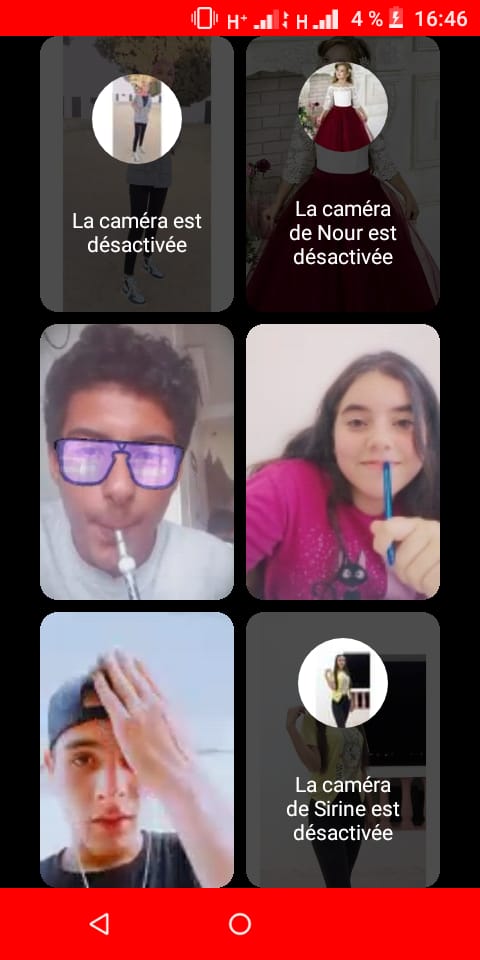 H+ H 4 % 16:46
La caméra est
désactivée
La caméra
de Nour est
désactivée
La caméra
de Sirine est
désactivée